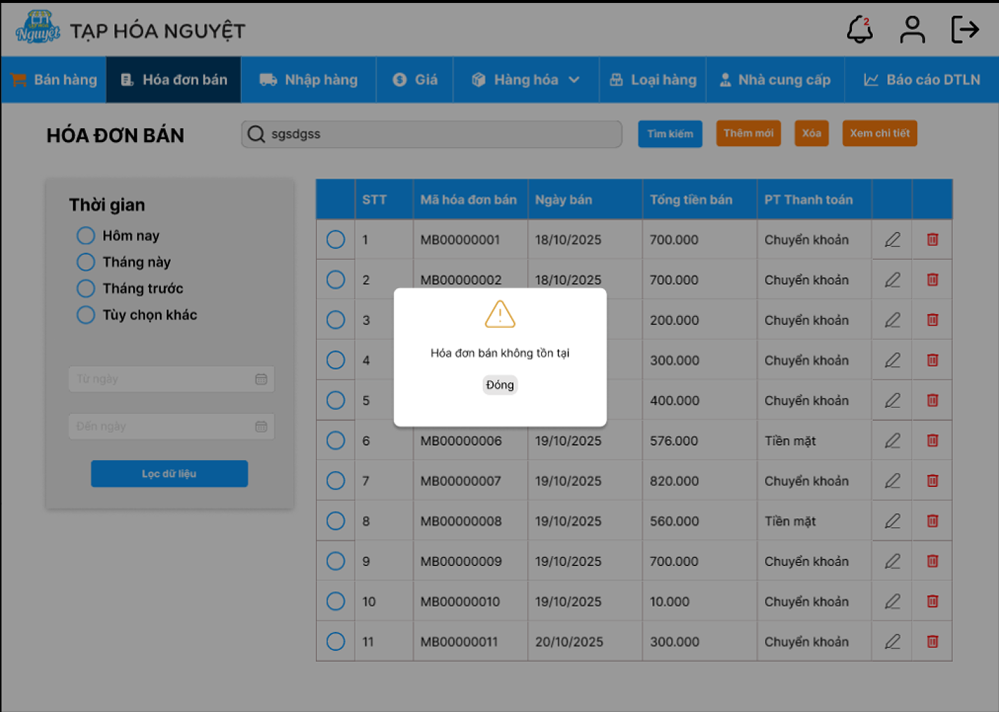 Nguyệt
TẠP HÓA NGUYỆT
2
Bán hàng
Hóa đơn bán
Nhập hàng
Giá
Hàng hóa
Loại hàng
Nhà cung cấp
Báo cáo DTLN
HÓA ĐƠN BÁN
sgsdgss
Tìm kiếm
Thêm mới
Xóa
Xem chi tiết
Thời gian
Hôm nay
Tháng này
Tháng trước
Tùy chọn khác
Từ ngày
Đến ngày
Lọc dữ liệu
STT Mã hóa đơn bán Ngày bán Tổng tiền bán PT Thanh toán
1 MB00000001 18/10/2025 700.000 Chuyển khoản
2 MB00000002 18/10/2025 700.000 Chuyển khoản
3 200.000 Chuyển khoản
4 300.000 Chuyển khoản
5 400.000 Chuyển khoản
6 MB00000006 19/10/2025 576.000 Tiền mặt
7 MB00000007 19/10/2025 820.000 Chuyển khoản
8 MB00000008 19/10/2025 560.000 Tiền mặt
9 MB00000009 19/10/2025 700.000 Chuyển khoản
10 MB00000010 19/10/2025 10.000 Chuyển khoản
11 MB00000011 20/10/2025 300.000 Chuyển khoản
Hóa đơn bán không tồn tại
Đóng